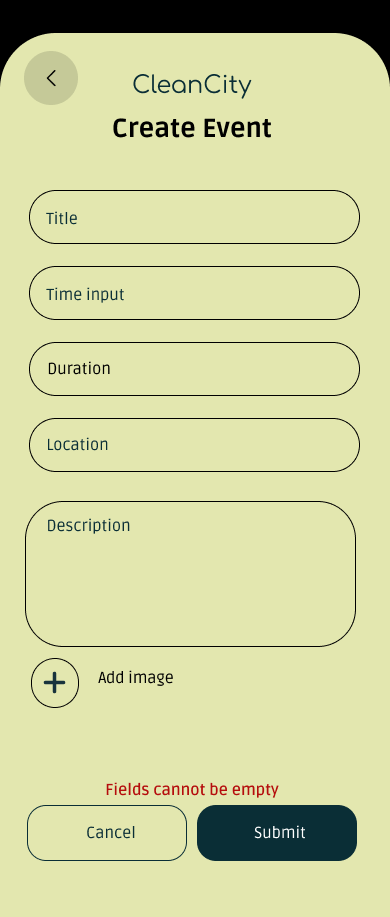 CleanCity
Create Event
Title
Time input
Duration
Location
Description
Add image
Fields cannot be empty
Cancel
Submit